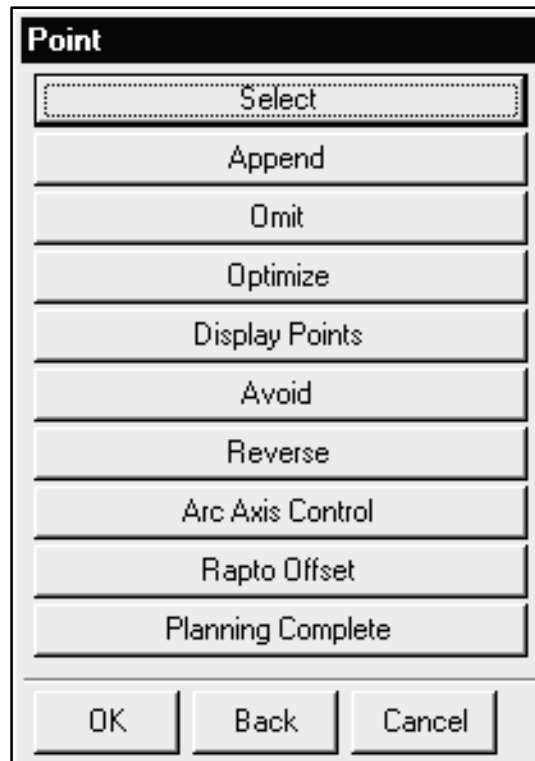 Point
Select
Append
Omit
Optimize
Display Points
Avoid
Reverse
Arc Axis Control
Rapto Offset
Planning Complete
OK Back Cancel